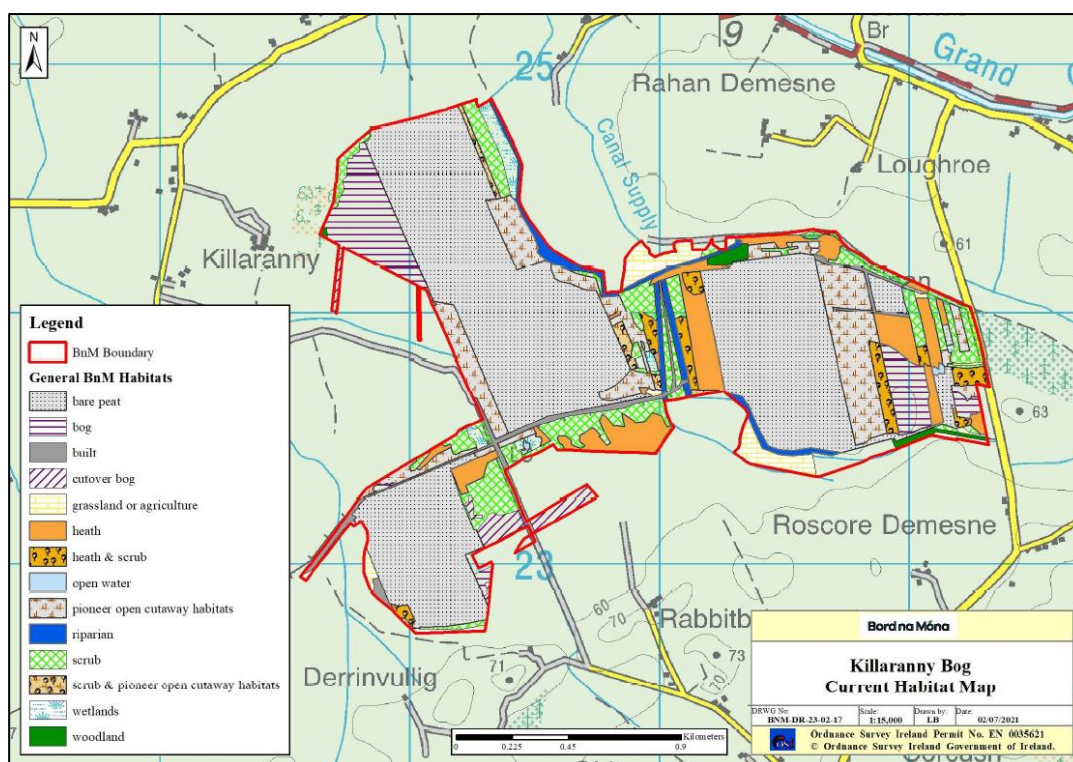 N
25
9
Br
Grand
Rahan Demesne
Canal Supply
Loughroe
61
Killaranny
63
Roscore Demesne
23
60
70
Rabbitb
73
70
71
Derrinvullig
Legend
BnM Boundary
General BnM Habitats
bare peat
bog
built
cutover bog
grassland or agriculture
heath
heath & scrub
open water
pioneer open cutaway habitats
riparian
scrub
scrub & pioneer open cutaway habitats
wetlands
woodland
Kilometers
0 0.225 0.45 0.9
Bord na Móna
Killaranny Bog
Current Habitat Map
DRWG No: Scale: Drawn by: Date:
BNM-DR-23-02-17 1:15,000 LB 02/07/2021
Ordnance Survey Ireland Permit No. EN 0035621
© Ordnance Survey Ireland Government of Ireland.